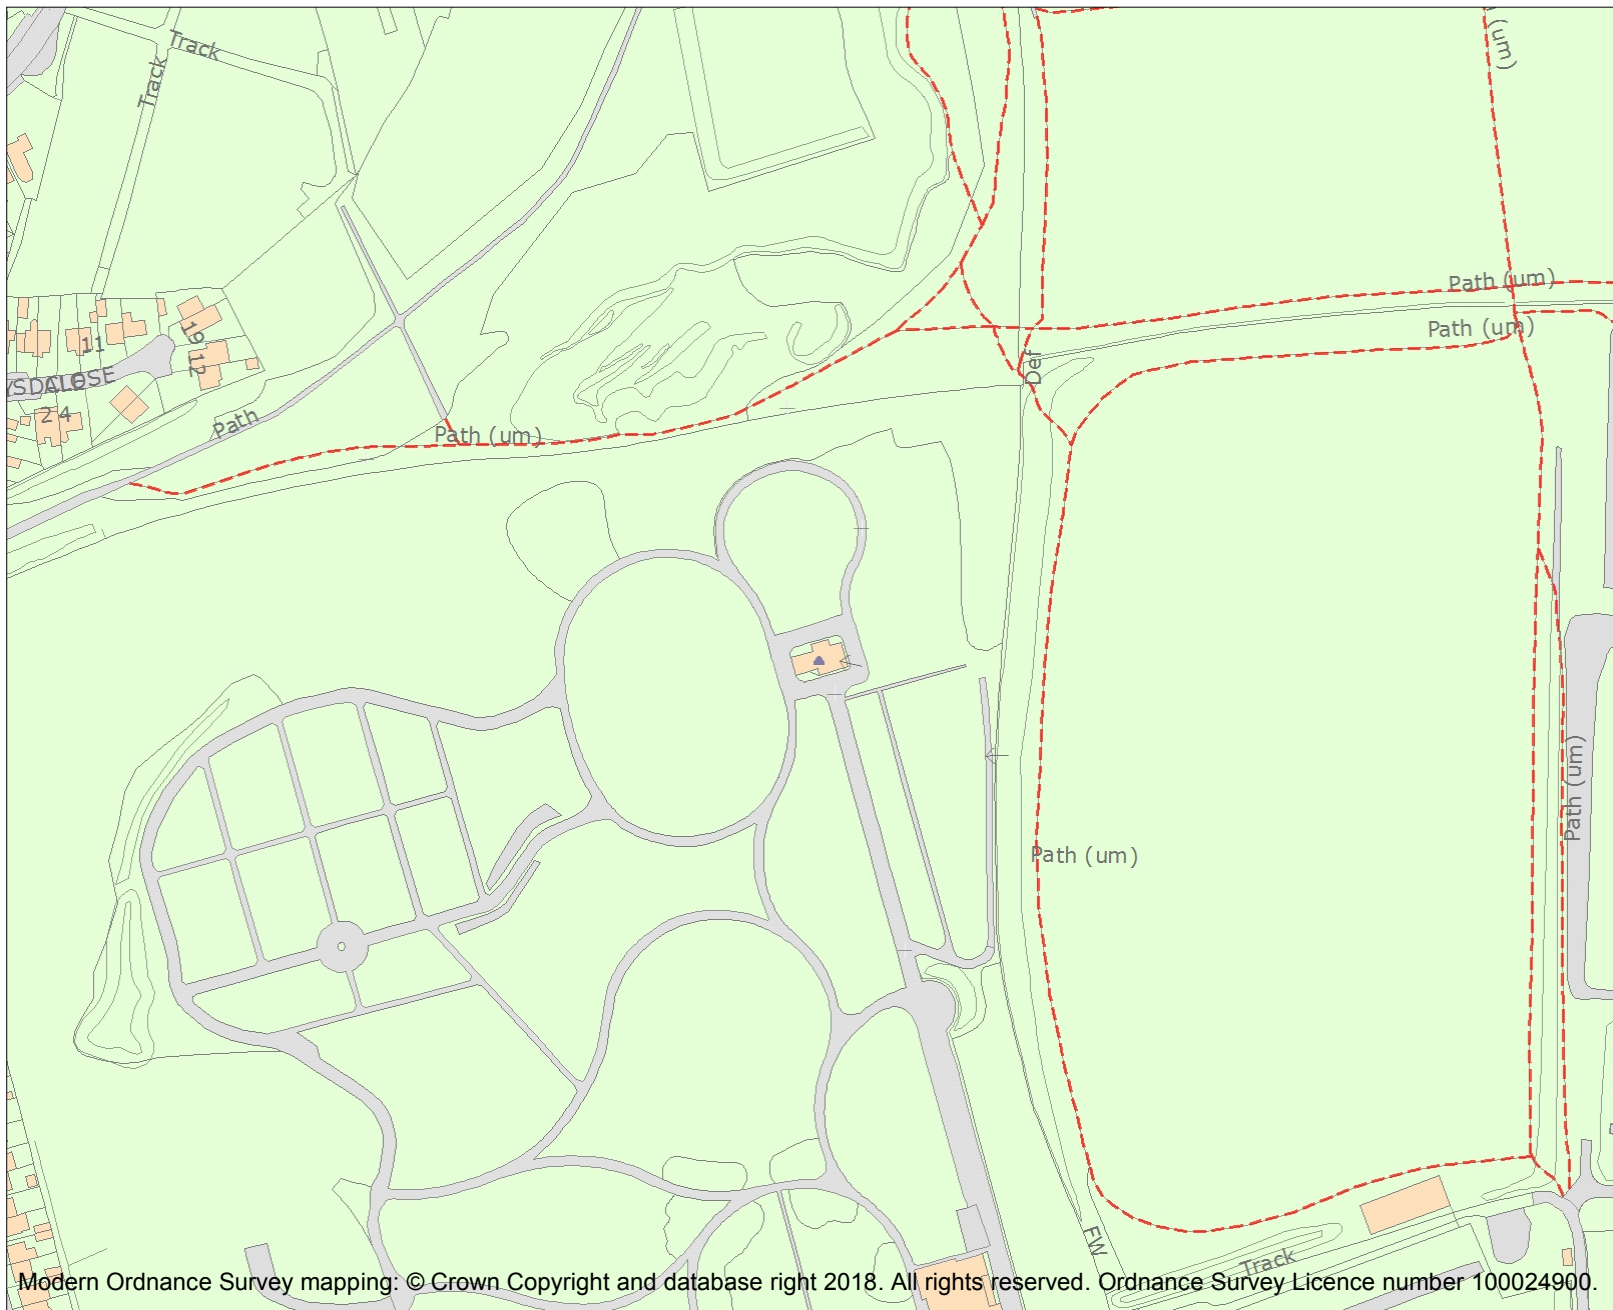 Track
Track
(um)
Path (um)
Path (um)
Def
19
11
12
YSDALE CLOSE
2 4
Path
Path (um)
Path (um)
Path (um)
FW
Track
Modern Ordnance Survey mapping: © Crown Copyright and database right 2018. All rights reserved. Ordnance Survey Licence number 100024900.